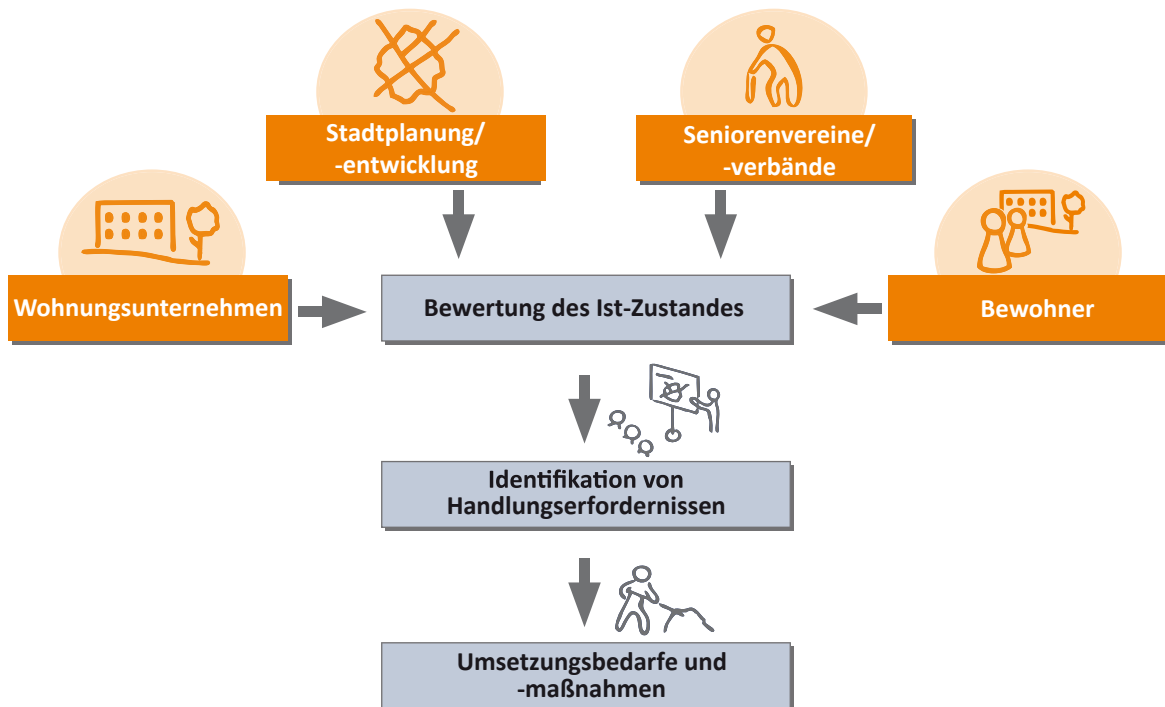 Stadtplanung/
-entwicklung
Seniorenvereine/
-verbände
Wohnungsunternehmen
Bewertung des Ist-Zustandes
Bewohner
Identifikation von
Handlungserfordernissen
Umsetzungsbedarfe und
-maßnahmen